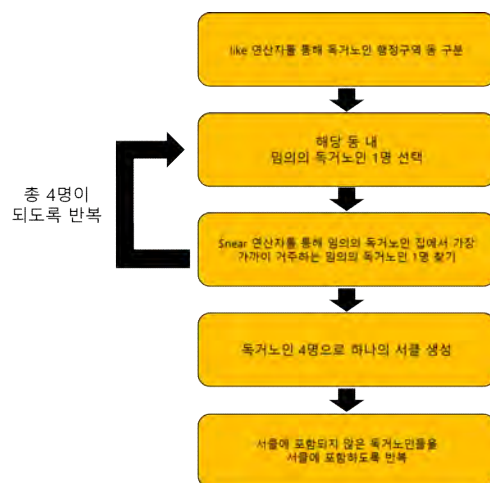 like 연산자를 통해 독거노인 행정구역 동 구분
해당 동 내
임의의 독거노인 1명 선택
총 4명이
되도록 반복
Snear 연산자를 통해 임의의 독거노인 집에서 가장
가까이 거주하는 임의의 독거노인 1명 찾기
독거노인 4명으로 하나의 서클 생성
서클에 포함되지 않은 독거노인들을
서클에 포함하도록 반복